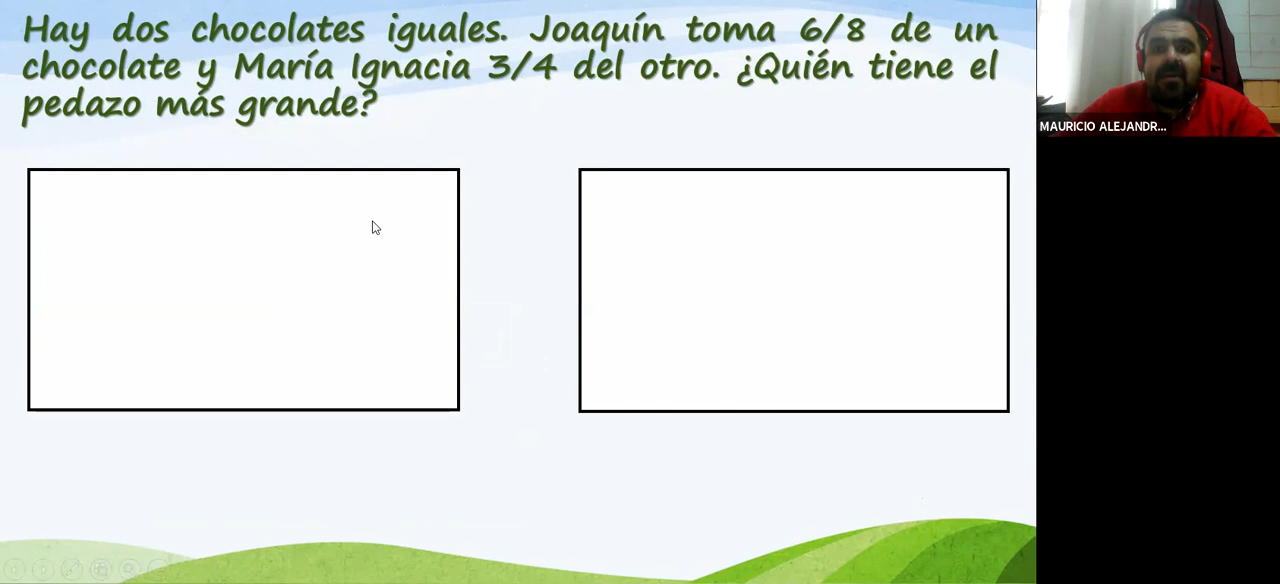 Hay dos chocolates iguales. Joaquín toma 6/8 de un
chocolate y María Ignacia 3/4 del otro. ¿Quién tiene el
pedazo más grande?
MAURICIO ALEJANDR...